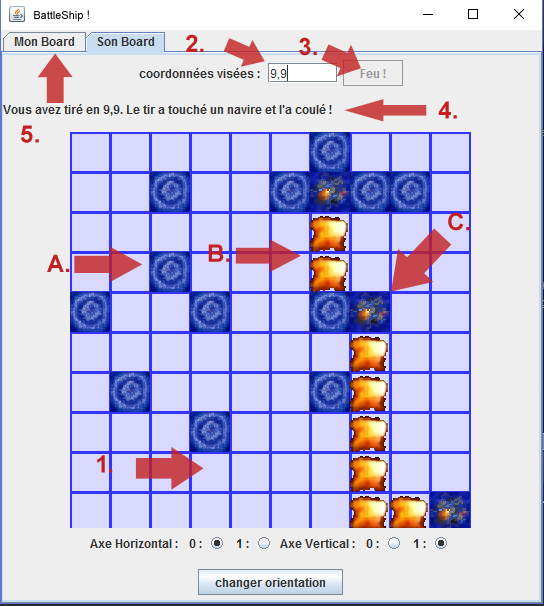 BattleShip !
Mon Board Son Board
2. 3.
coordonnées visées : 9,9 Feu !
Vous avez tiré en 9,9. Le tir a touché un navire et l'a coulé !
4.
5.
C.
B.
A.
1.
Axe Horizontal : 0 : 1 : Axe Vertical : 0 : 1 :
changer orientation